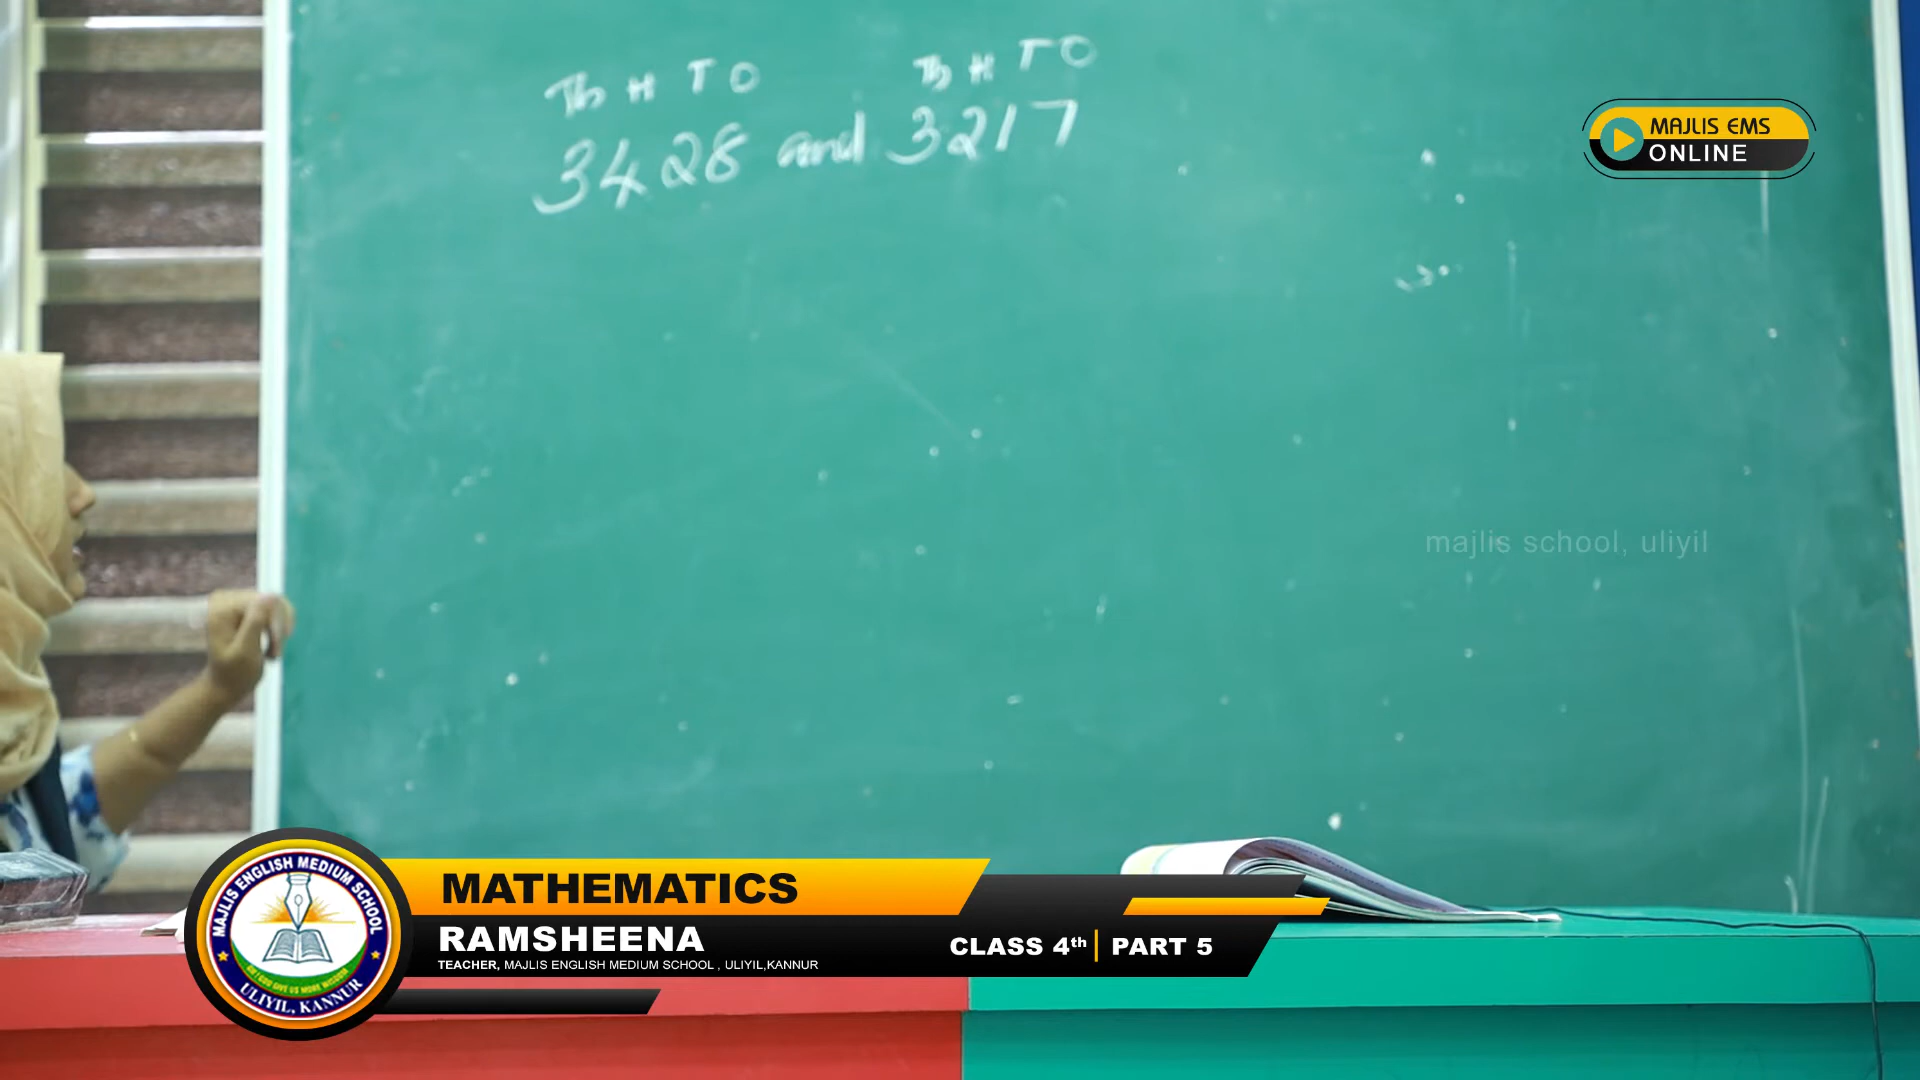 Th H T O Th H T O
3428 and 3217
MAJLIS EMS
ONLINE
majlis school, uliyil
MAJLIS ENGLISH MEDIUM SCHOOL
ULIYIL, KANNUR
MATHEMATICS
RAMSHEENA
TEACHER, MAJLIS ENGLISH MEDIUM SCHOOL , ULIYIL,KANNUR
CLASS 4th | PART 5